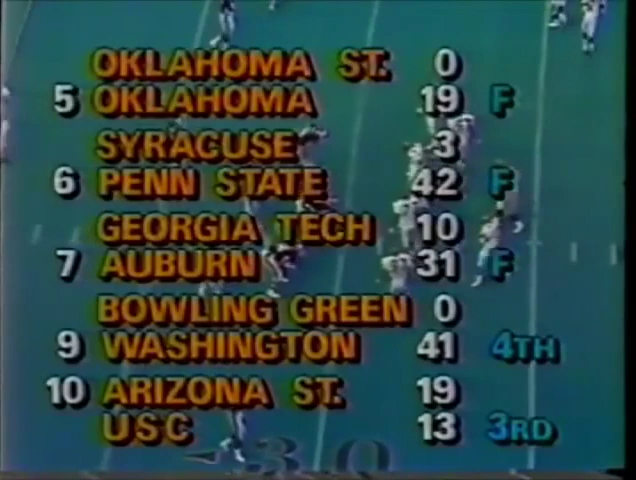 OKLAHOMA ST. 0
5 OKLAHOMA 19 F
SYRACUSE 3
6 PENN STATE 42 F
GEORGIA TECH 10
7 AUBURN 31 F
BOWLING GREEN 0
9 WASHINGTON 41 4TH
10 ARIZONA ST. 19
USC 13 3RD
30